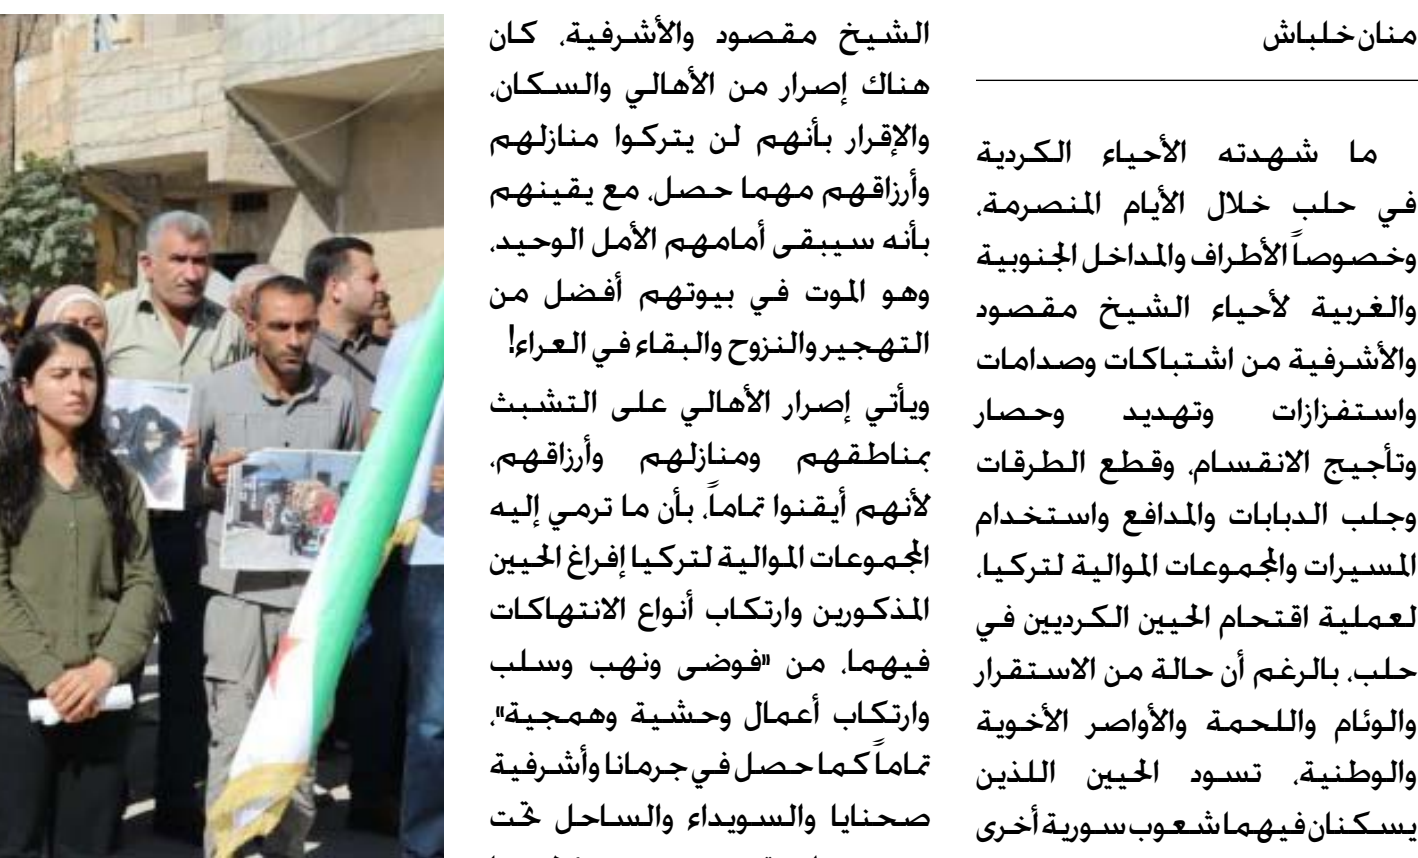 منان خلباش
ما شهدته الأحياء الكردية
في حلب خلال الأيام المنصرمة،
وخصوصاً الأطراف والمداخل الجنوبية
والغربية لأحياء الشيخ مقصود
والأشرفية من اشتباكات وصدامات
واستفزازات وتهديد وحصار
وتأجيج الانقسام، وقطع الطرقات
وجلب الدبابات والمدافع واستخدام
المسيرات والمجموعات الموالية لتركيا،
لعملية اقتحام الحيين الكرديين في
حلب، بالرغم أن حالة من الاستقرار
والوئام واللحمة والأواصر الأخوية
والوطنية، تسود الحيين اللذين
يسكنان فيهما شعوب سورية أخرى
الشيخ مقصود والأشرفية، كان
هناك إصرار من الأهالي والسكان،
والإقرار بأنهم لن يتركوا منازلهم
وأرزاقهم مهما حصل، مع يقينهم
بأنه سيبقى أمامهم الأمل الوحيد،
وهو الموت في بيوتهم أفضل من
التهجير والنزوح والبقاء في العراء!
ويأتي إصرار الأهالي على التشبث
بمناطقهم ومنازلهم وأرزاقهم،
لأنهم أيقنوا تماماً، بأن ما ترمي إليه
المجموعات الموالية لتركيا إفراغ الحيين
المذكورين وارتكاب أنواع الانتهاكات
فيهما، من "فوضى ونهب وسلب
وارتكاب أعمال وحشية وهمجية"،
تماماً كما حصل في جرمانا وأشرفية
صحنايا والسويداء والساحل تحت